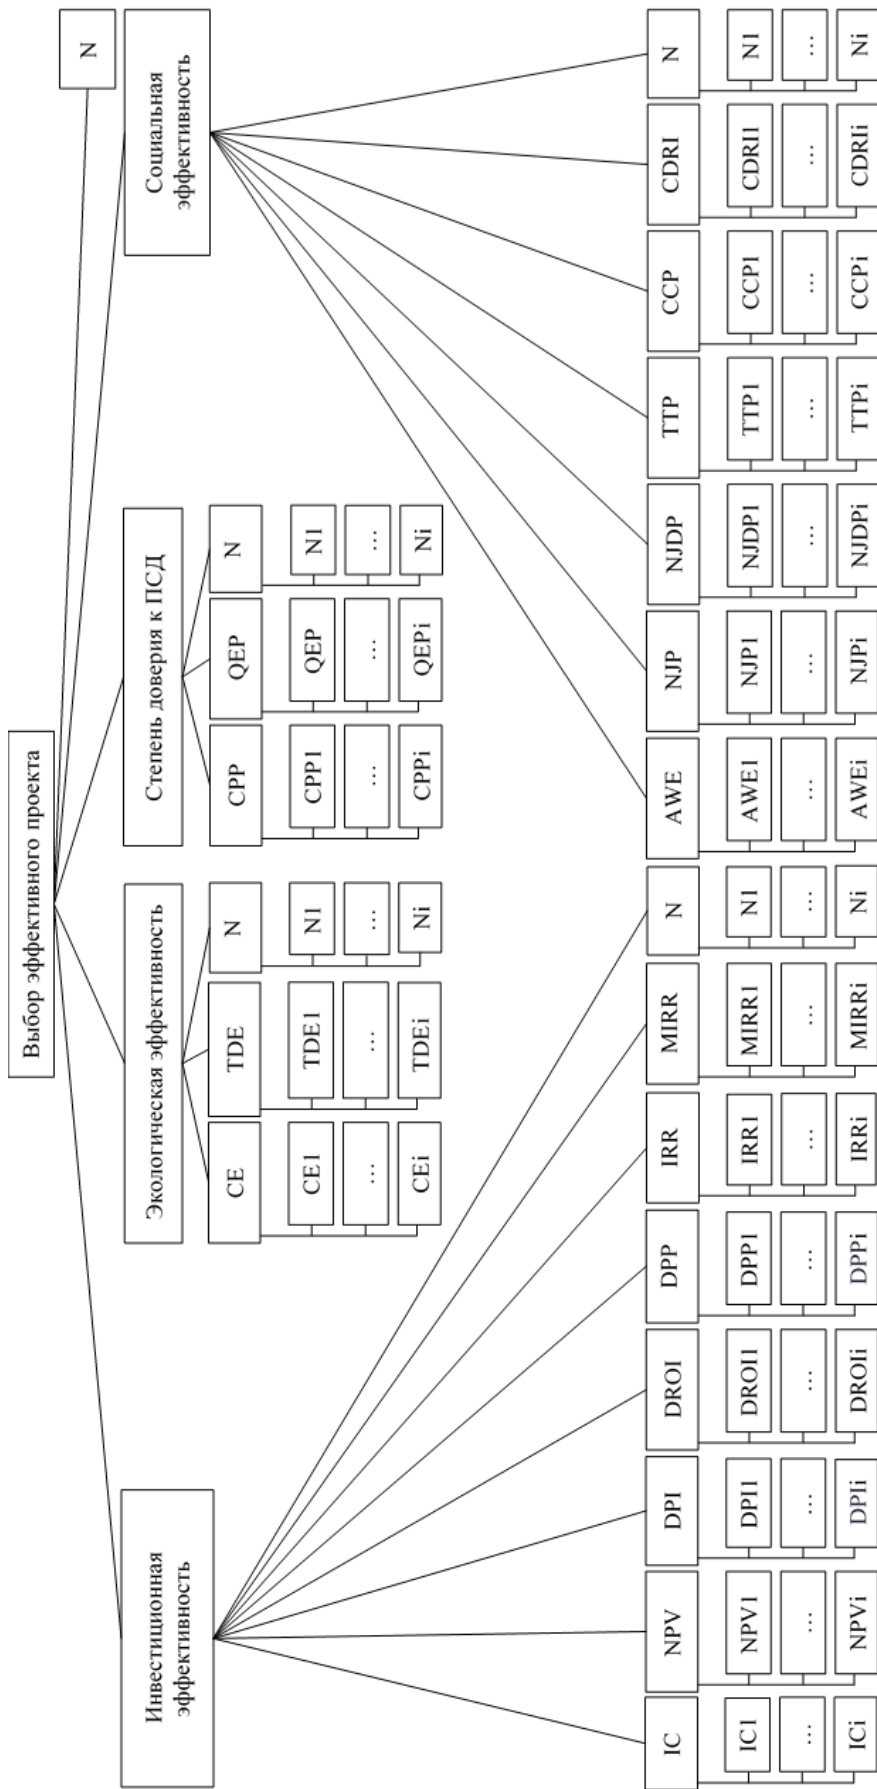 Выбор эффективного проекта
Инвестиционная
эффективность
Экологическая эффективность
Степень доверия к ПСД
Социальная
эффективность
N
CE
CE1
...
CEi
TDE
TDE1
...
TDEi
N
N1
...
Ni
CPP
CPP1
...
CPPi
QEP
QEP
...
QEPi
N
N1
...
Ni
IC
IC1
...
ICi
NPV
NPV1
...
NPVi
DPI
DPI1
...
DPIi
DROI
DROI1
...
DROIi
DPP
DPP1
...
DPPi
IRR
IRR1
...
IRRi
MIRR
MIRR1
...
MIRRi
N
N1
...
Ni
AWE
AWE1
...
AWEi
NJP
NJP1
...
NJPi
NJDP
NJDP1
...
NJDPi
TTP
TTP1
...
TTPi
CCP
CCP1
...
CCPi
CDRI
CDRI1
...
CDRIi
N
N1
...
Ni